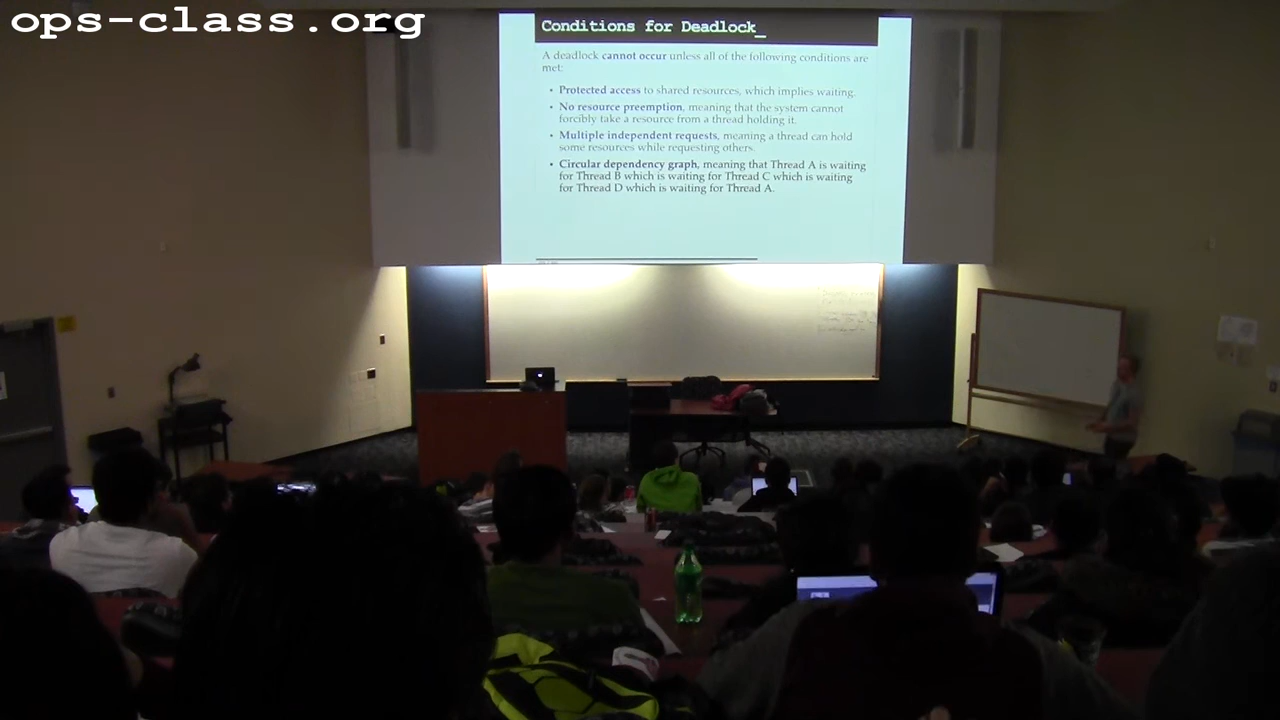 ops-class.org
Conditions for Deadlock_
A deadlock cannot occur unless all of the following conditions are
met:
• Protected access to shared resources, which implies waiting.
• No resource preemption, meaning that the system cannot
forcibly take a resource from a thread holding it.
• Multiple independent requests, meaning a thread can hold
some resources while requesting others.
• Circular dependency graph, meaning that Thread A is waiting
for Thread B which is waiting for Thread C which is waiting
for Thread D which is waiting for Thread A.